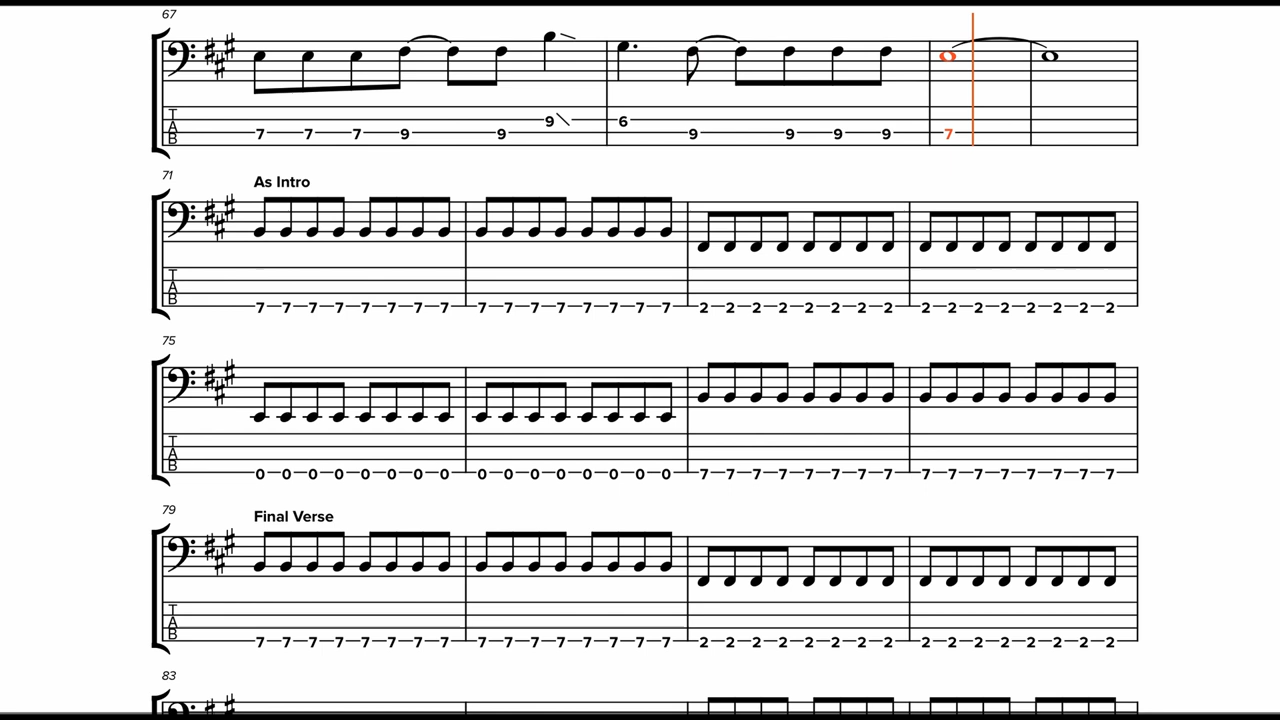 67
T A B 7 7 7 9 9 9 6 9 9 9 9 7
71
As Intro
T A B 7 7 7 7 7 7 7 7 7 7 7 7 7 7 7 7 2 2 2 2 2 2 2 2 2 2 2 2 2 2 2 2
75
T A B 0 0 0 0 0 0 0 0 0 0 0 0 0 0 0 0 7 7 7 7 7 7 7 7 7 7 7 7 7 7 7 7
79
Final Verse
T A B 7 7 7 7 7 7 7 7 7 7 7 7 7 7 7 7 2 2 2 2 2 2 2 2 2 2 2 2 2 2 2 2
83